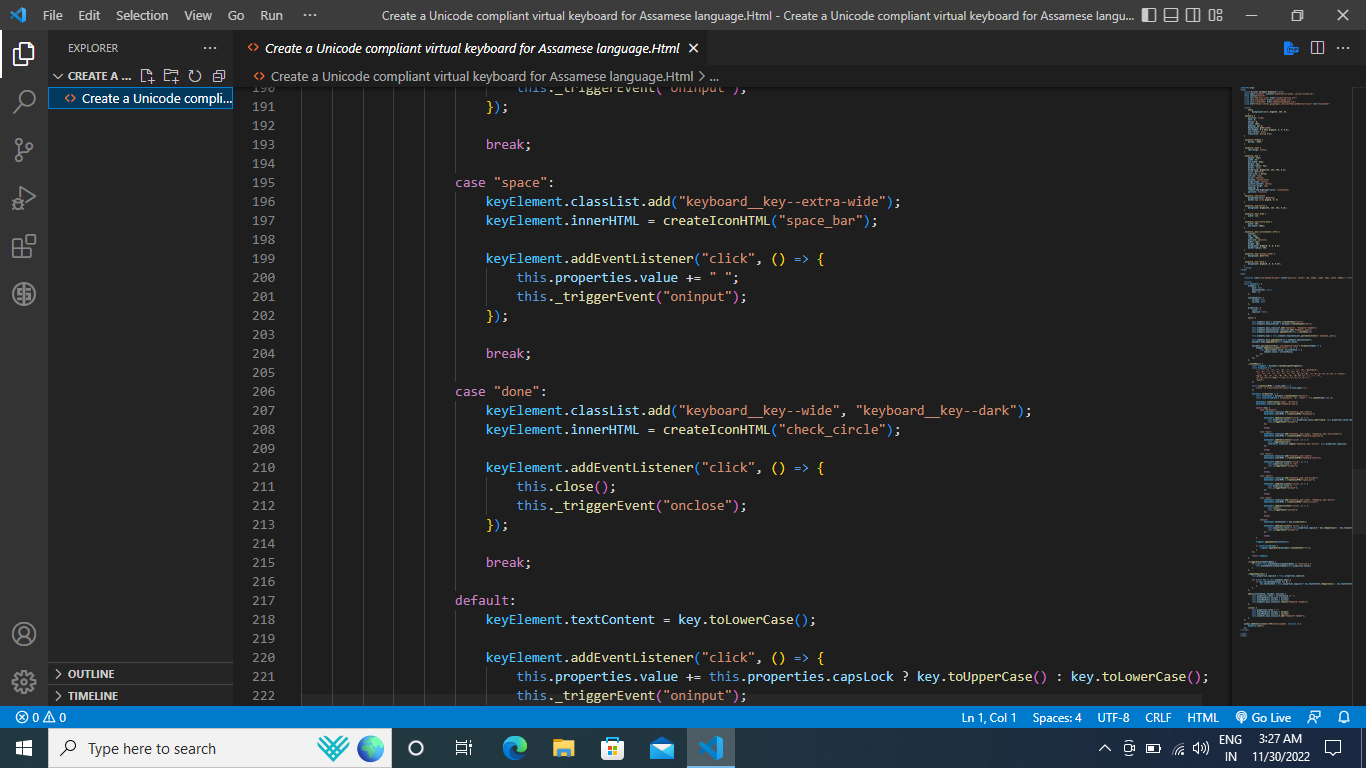 File Edit Selection View Go Run ··· Create a Unicode compliant virtual keyboard for Assamese language.Html - Create a Unicode compliant virtual keyboard for Assamese langu...
EXPLORER ···
CREATE A ...
Create a Unicode compli...
OUTLINE
TIMELINE
Create a Unicode compliant virtual keyboard for Assamese language.Html
Create a Unicode compliant virtual keyboard for Assamese language.Html > ...
190 this._triggerEvent("oninput");
191 });
192
193 break;
194
195 case "space":
196 keyElement.classList.add("keyboard__key--extra-wide");
197 keyElement.innerHTML = createIconHTML("space_bar");
198
199 keyElement.addEventListener("click", () => {
200 this.properties.value += " ";
201 this._triggerEvent("oninput");
202 });
203
204 break;
205
206 case "done":
207 keyElement.classList.add("keyboard__key--wide", "keyboard__key--dark");
208 keyElement.innerHTML = createIconHTML("check_circle");
209
210 keyElement.addEventListener("click", () => {
211 this.close();
212 this._triggerEvent("onclose");
213 });
214
215 break;
216
217 default:
218 keyElement.textContent = key.toLowerCase();
219
220 keyElement.addEventListener("click", () => {
221 this.properties.value += this.properties.capsLock ? key.toUpperCase() : key.toLowerCase();
222 this._triggerEvent("oninput");
0 0 Ln 1, Col 1 Spaces: 4 UTF-8 CRLF HTML Go Live
Type here to search
ENG
IN
3:27 AM
11/30/2022